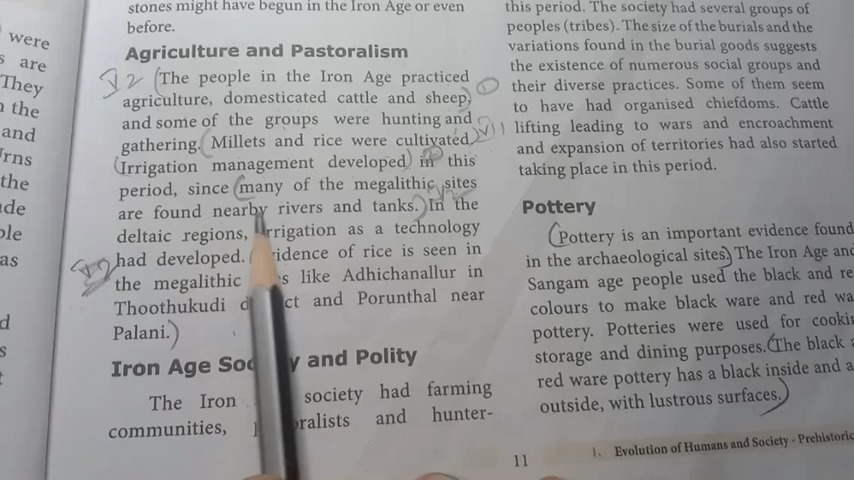 stones might have begun in the Iron Age or even
before.
Agriculture and Pastoralism
(The people in the Iron Age practiced
agriculture, domesticated cattle and sheep,
and some of the groups were hunting and
gathering. (Millets and rice were cultivated.)
(Irrigation management developed) in this
period, since (many of the megalithic sites
are found nearby rivers and tanks.) In the
deltaic regions, irrigation as a technology
had developed. (Evidence of rice is seen in
the megalithic like Adhichanallur in
Thoothukudi and Porunthal near
Palani.)
Iron Age and Polity
The Iron society had farming
communities, and hunter-
were
are
They
the
and
Urns
the
as
this period. The society had several groups of
peoples (tribes). The size of the burials and the
variations found in the burial goods suggests
the existence of numerous social groups and
their diverse practices. Some of them seem
to have had organised chiefdoms. Cattle
lifting leading to wars and encroachment
and expansion of territories had also started
taking place in this period.
Pottery
(Pottery is an important evidence found
in the archaeological sites) The Iron Age and
Sangam age people used the black and
colours to make black ware and red
pottery. Potteries were used for
storage and dining purposes. (The black
red ware pottery has a black inside and a
outside, with lustrous surfaces.)
11
1. Evolution of Humans and Society - Prehistoric